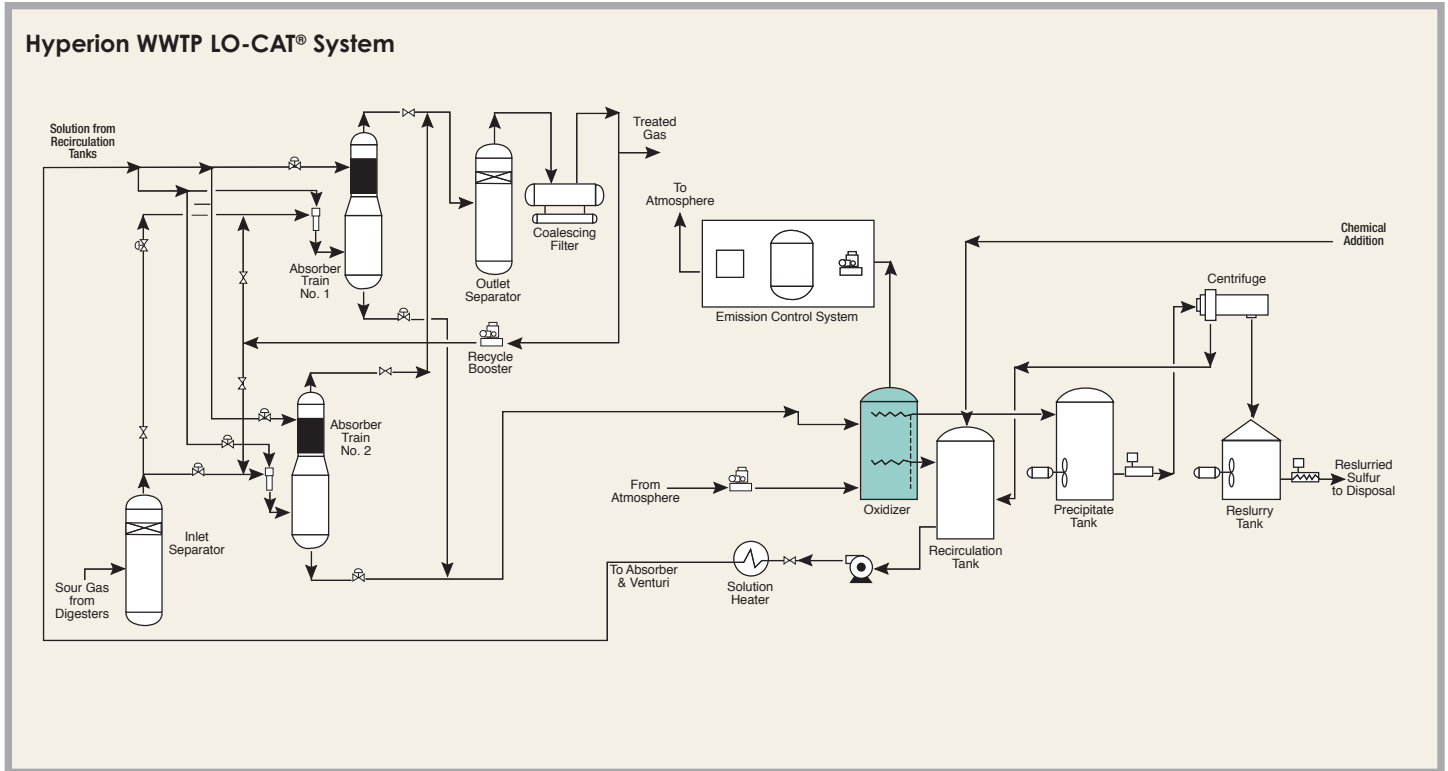 Hyperion WWTP LO-CAT® System
Solution from
Recirculation
Tanks
Treated
Gas
To
Atmosphere
Chemical
Addition
Coalescing
Filter
Absorber
Train
No. 1
Outlet
Separator
Centrifuge
Emission Control System
Recycle
Booster
Absorber
Train
No. 2
From
Atmosphere
Oxidizer
Precipitate
Tank
Reslurry
Tank
Reslurried
Sulfur
to Disposal
Inlet
Separator
Recirculation
Tank
To Absorber
& Venturi
Solution
Heater
Sour Gas
from
Digesters